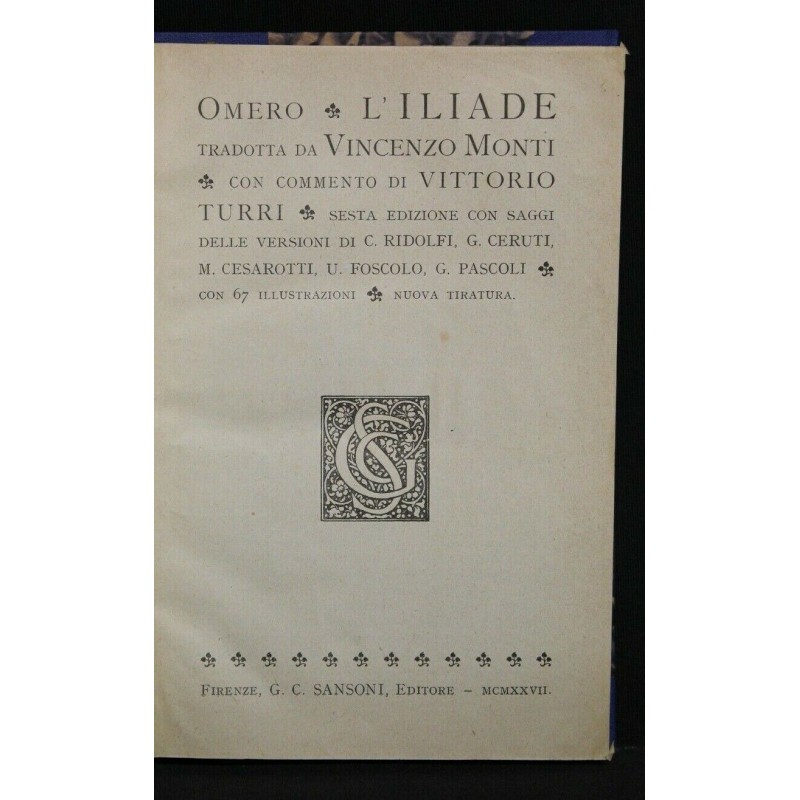 OMERO L'ILIADE
TRADOTTA DA VINCENZO MONTI
CON COMMENTO DI VITTORIO
TURRI SESTA EDIZIONE CON SAGGI
DELLE VERSIONI DI C. RIDOLFI, G. CERUTI,
M. CESAROTTI, U. FOSCOLO, G. PASCOLI
CON 67 ILLUSTRAZIONI NUOVA TIRATURA.
GCS
FIRENZE, G. C. SANSONI, EDITORE – MCMXXVII.